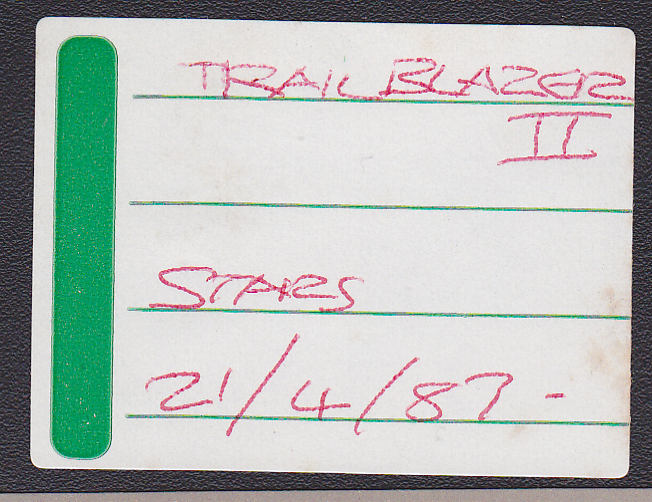 TRAILBLAZER
II
STARS
21/4/87 -